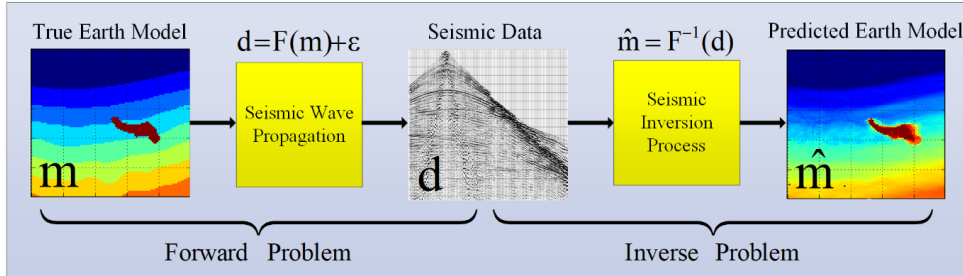 True Earth Model
d=F(m)+ε
Seismic Data
m̂ = F⁻¹(d)
Predicted Earth Model
m
Seismic Wave
Propagation
d
Seismic
Inversion
Process
m̂
Forward Problem
Inverse Problem